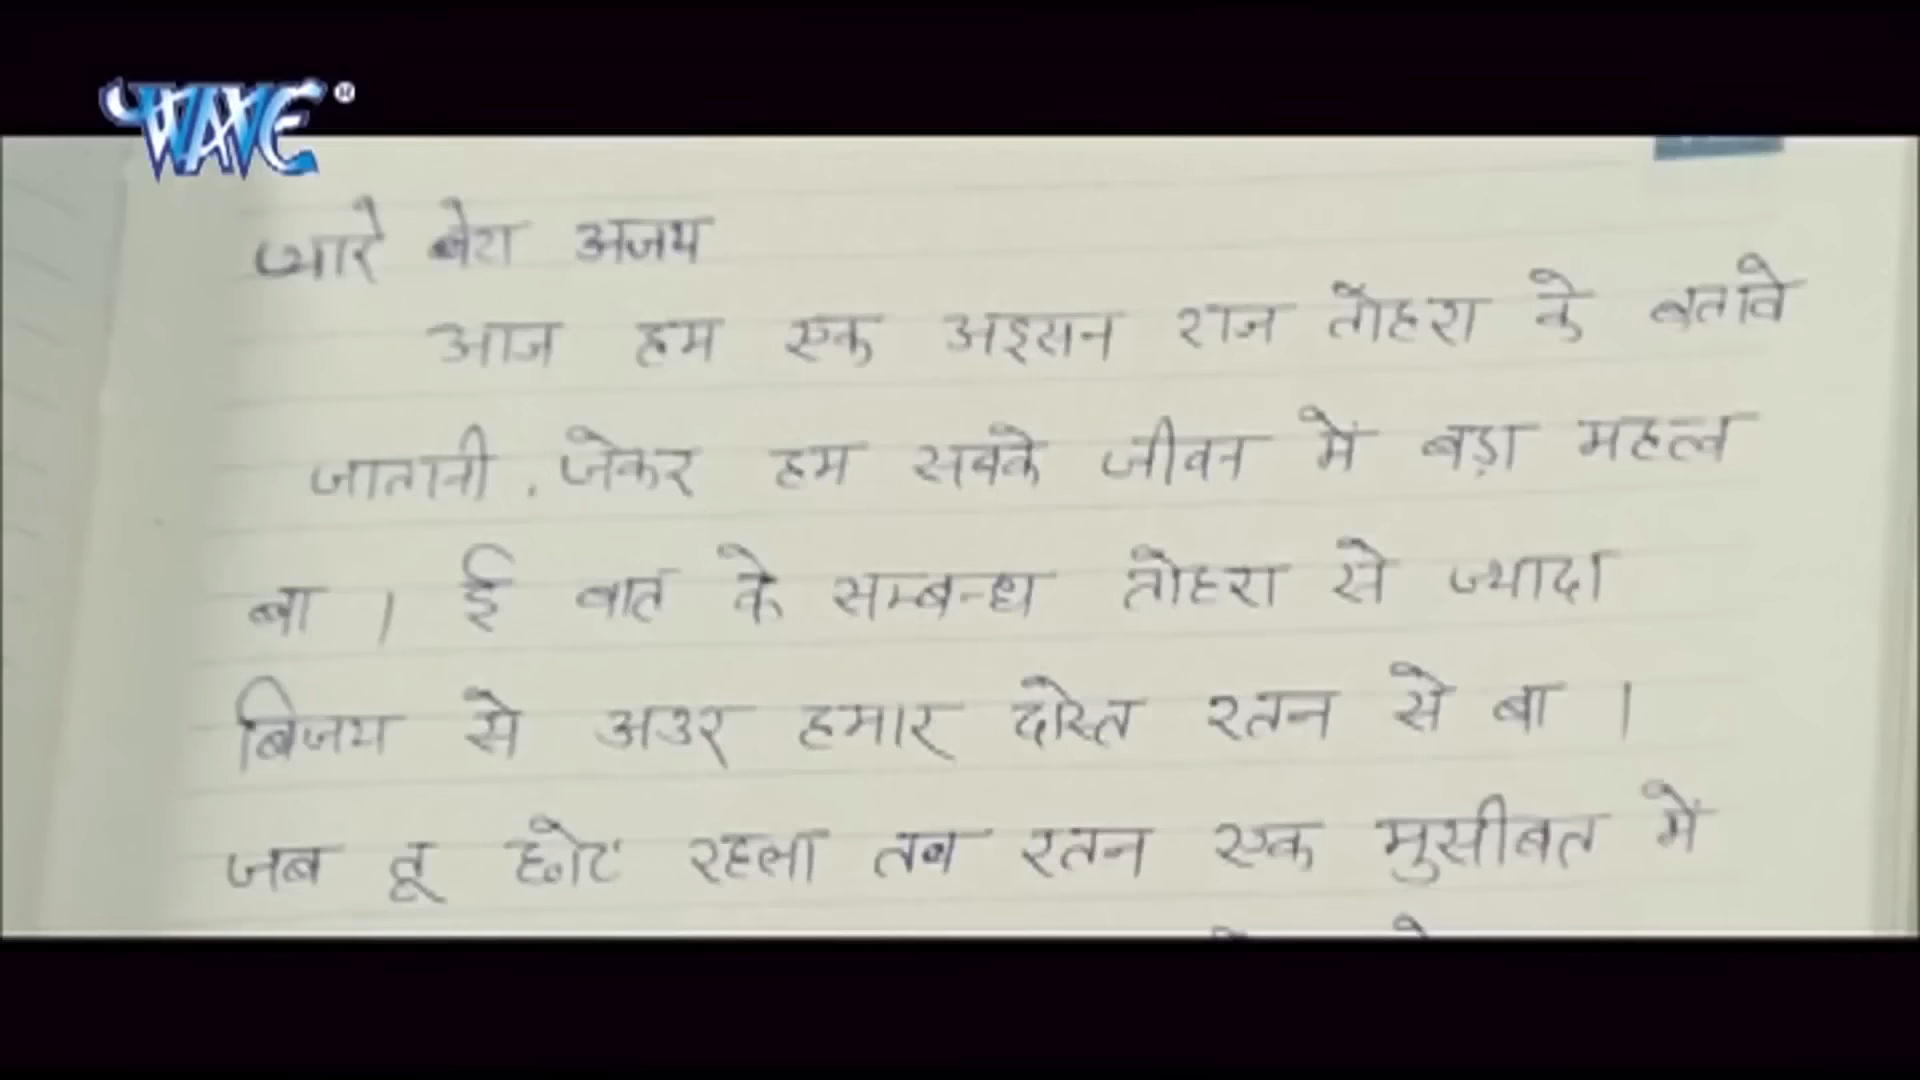 WAVE®
प्यारे बेटा अजय
आज हम एक अइसन राज तोहरा के बतावे
जातानी . जेकर हम सबके जीवन में बड़ा महत्व
बा । ई बात के सम्बन्ध तोहरा से ज्यादा
बिजय से अउर हमार दोस्त रतन से बा ।
जब तू छोट रहला तब रतन एक मुसीबत में